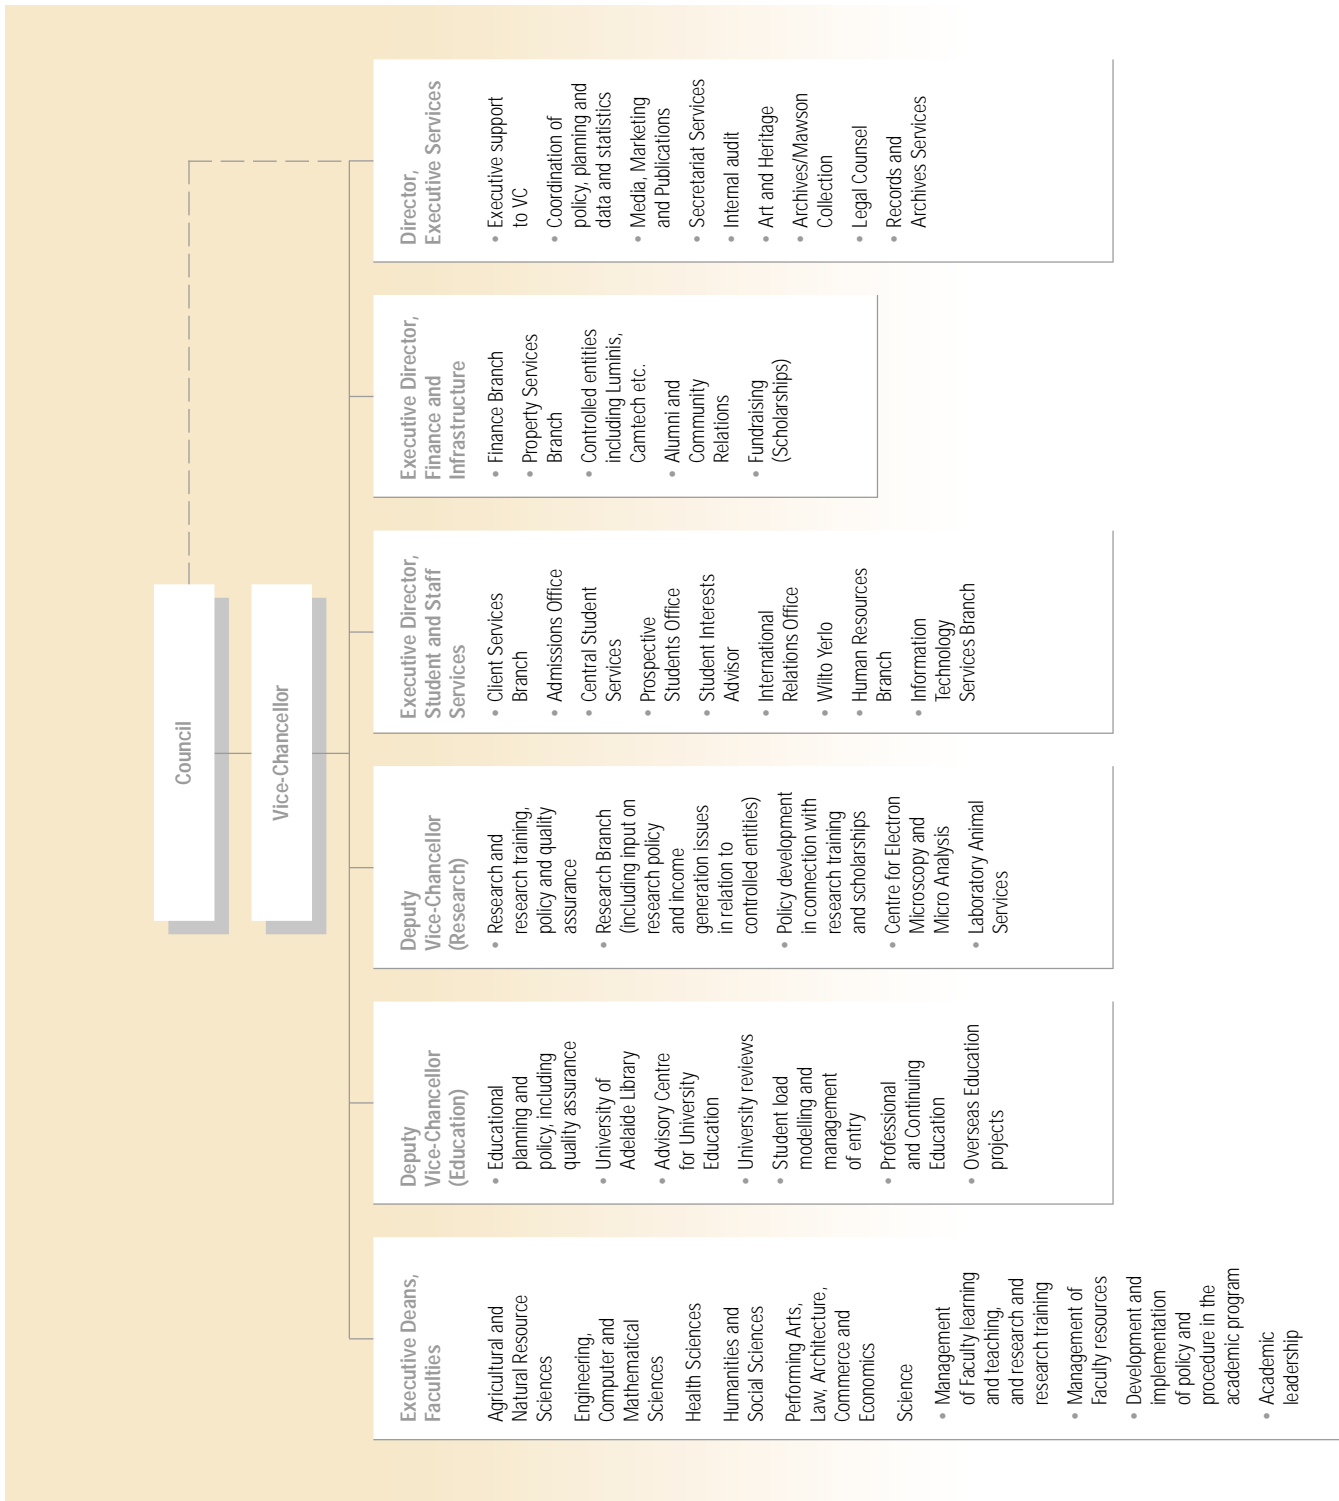 Council
Vice-Chancellor
Executive Deans,
Faculties
Agricultural and
Natural Resource
Sciences
Engineering,
Computer and
Mathematical
Sciences
Health Sciences
Humanities and
Social Sciences
Performing Arts,
Law, Architecture,
Commerce and
Economics
Science
• Management
of Faculty learning
and teaching,
and research and
research training
• Management of
Faculty resources
• Development and
implementation
of policy and
procedure in the
academic program
• Academic
leadership
Deputy
Vice-Chancellor
(Education)
• Educational
planning and
policy, including
quality assurance
• University of
Adelaide Library
• Advisory Centre
for University
Education
• University reviews
• Student load
modelling and
management
of entry
• Professional
and Continuing
Education
• Overseas Education
projects
Deputy
Vice-Chancellor
(Research)
• Research and
research training,
policy and quality
assurance
• Research Branch
(including input on
research policy
and income
generation issues
in relation to
controlled entities)
• Policy development
in connection with
research training
and scholarships
• Centre for Electron
Microscopy and
Micro Analysis
• Laboratory Animal
Services
Executive Director,
Student and Staff
Services
• Client Services
Branch
• Admissions Office
• Central Student
Services
• Prospective
Students Office
• Student Interests
Advisor
• International
Relations Office
• Wilto Yerlo
• Human Resources
Branch
• Information
Technology
Services Branch
Executive Director,
Finance and
Infrastructure
• Finance Branch
• Property Services
Branch
• Controlled entities
including Luminis,
Camtech etc.
• Alumni and
Community
Relations
• Fundraising
(Scholarships)
Director,
Executive Services
• Executive support
to VC
• Coordination of
policy, planning and
data and statistics
• Media, Marketing
and Publications
• Secretariat Services
• Internal audit
• Art and Heritage
• Archives/Mawson
Collection
• Legal Counsel
• Records and
Archives Services